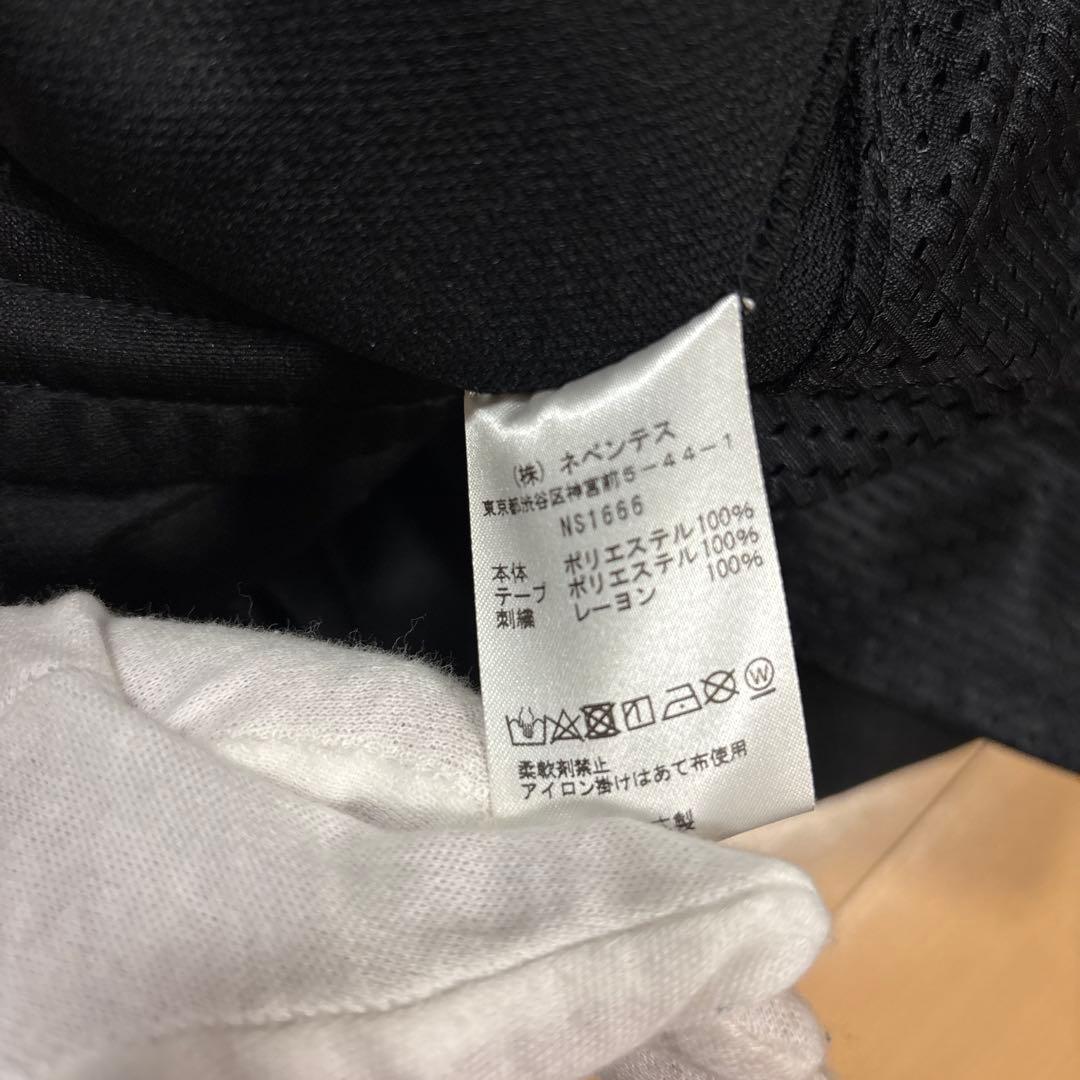 （株）ネペンテス
東京都渋谷区神宮前5-44-1
NS1666
本体 ポリエステル100%
テープ ポリエステル100%
刺繍 レーヨン 100%
W
柔軟剤禁止
アイロン掛けはあて布使用
製